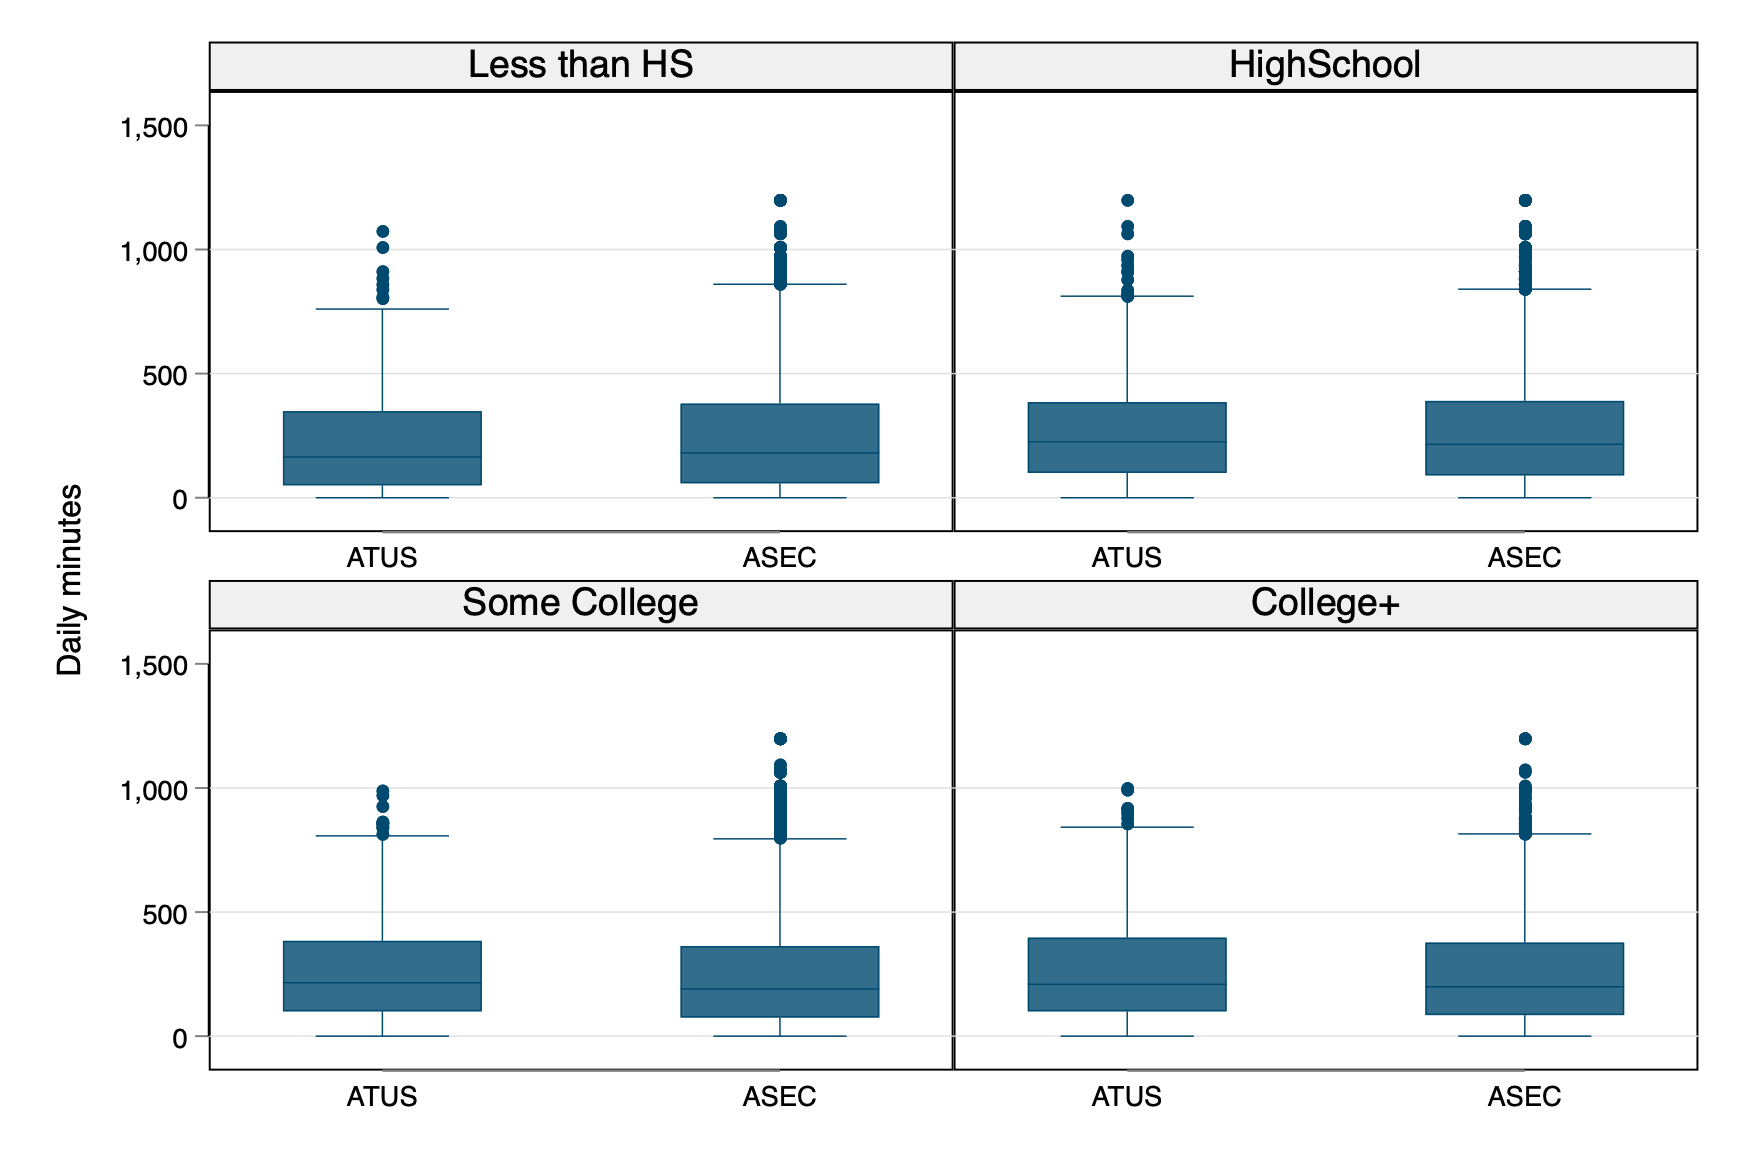 Less than HS
HighSchool
1,500
1,000
500
0
ATUS
ASEC
ATUS
ASEC
Daily minutes
Some College
College+
1,500
1,000
500
0
ATUS
ASEC
ATUS
ASEC